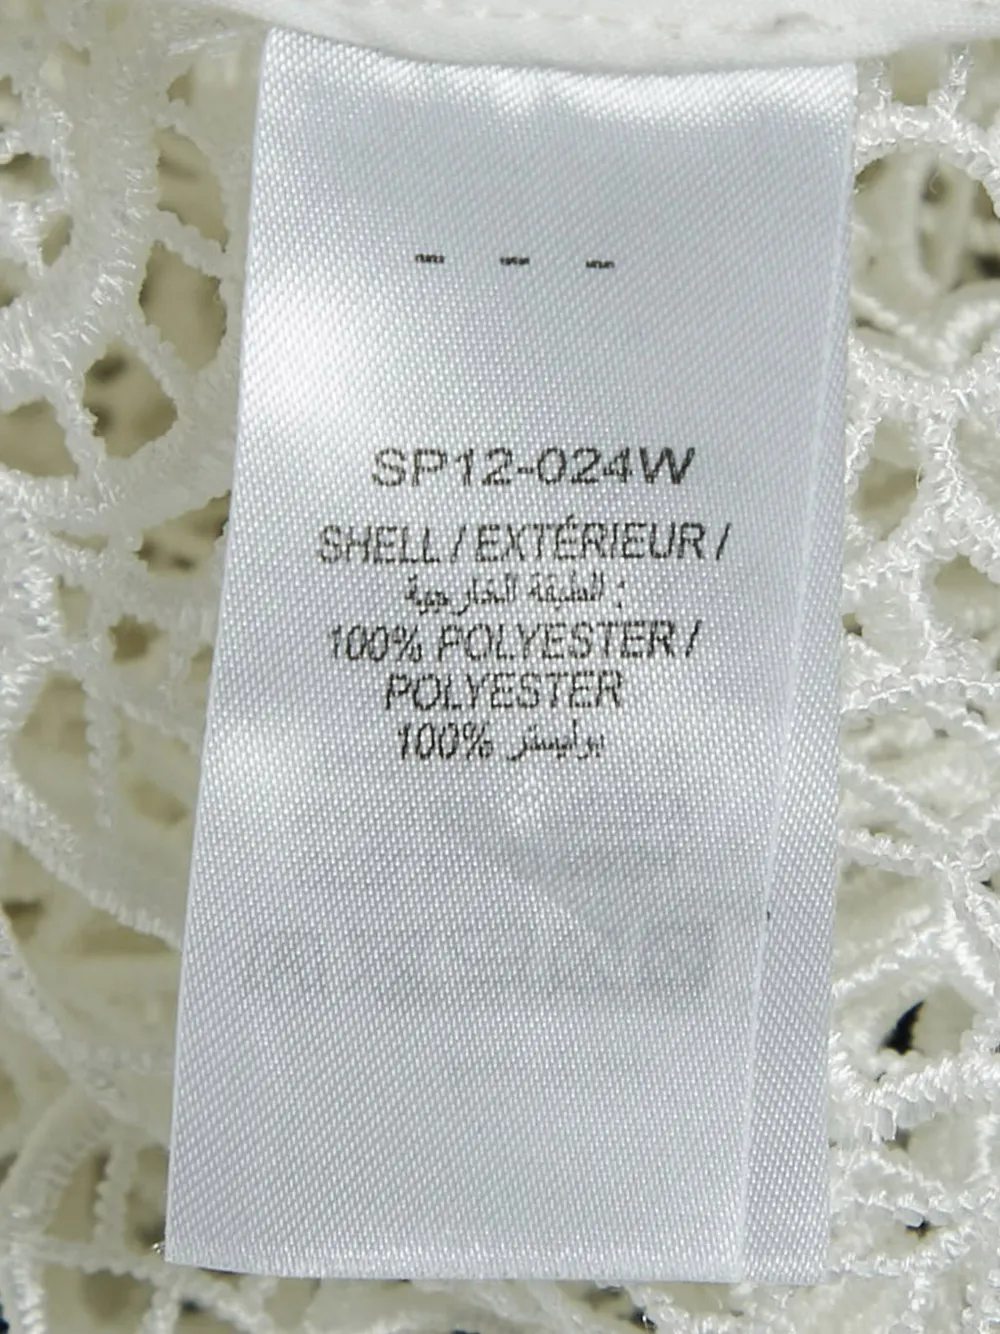 - - -
SP12-024W
SHELL / EXTÉRIEUR /
الطبقة الخارجية :
100% POLYESTER /
POLYESTER
100% بوليستر